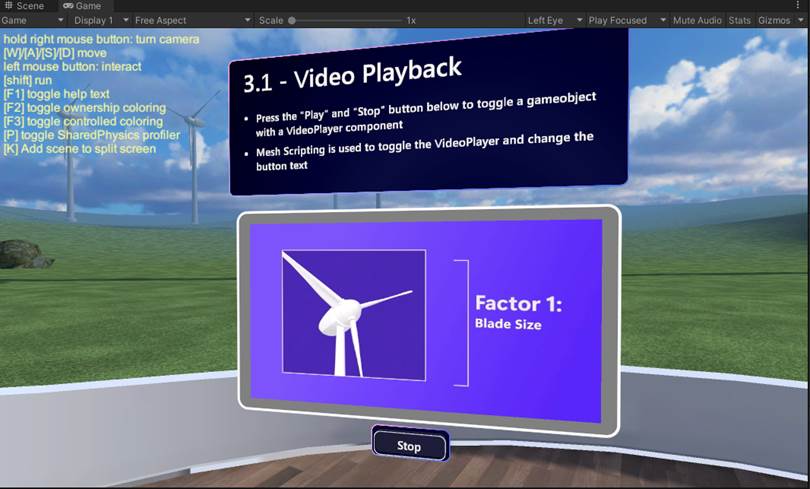 Scene Game
Game Display 1 Free Aspect Scale 1x Left Eye Play Focused Mute Audio Stats Gizmos
hold right mouse button: turn camera
[W]/[A]/[S]/[D] move
left mouse button: interact
[shift] run
[F1] toggle help text
[F2] toggle ownership coloring
[F3] toggle controlled coloring
[P] toggle SharedPhysics profiler
[K] Add scene to split screen
3.1 - Video Playback
• Press the "Play" and "Stop" button below to toggle a gameobject
with a VideoPlayer component
• Mesh Scripting is used to toggle the VideoPlayer and change the
button text
Factor 1:
Blade Size
Stop